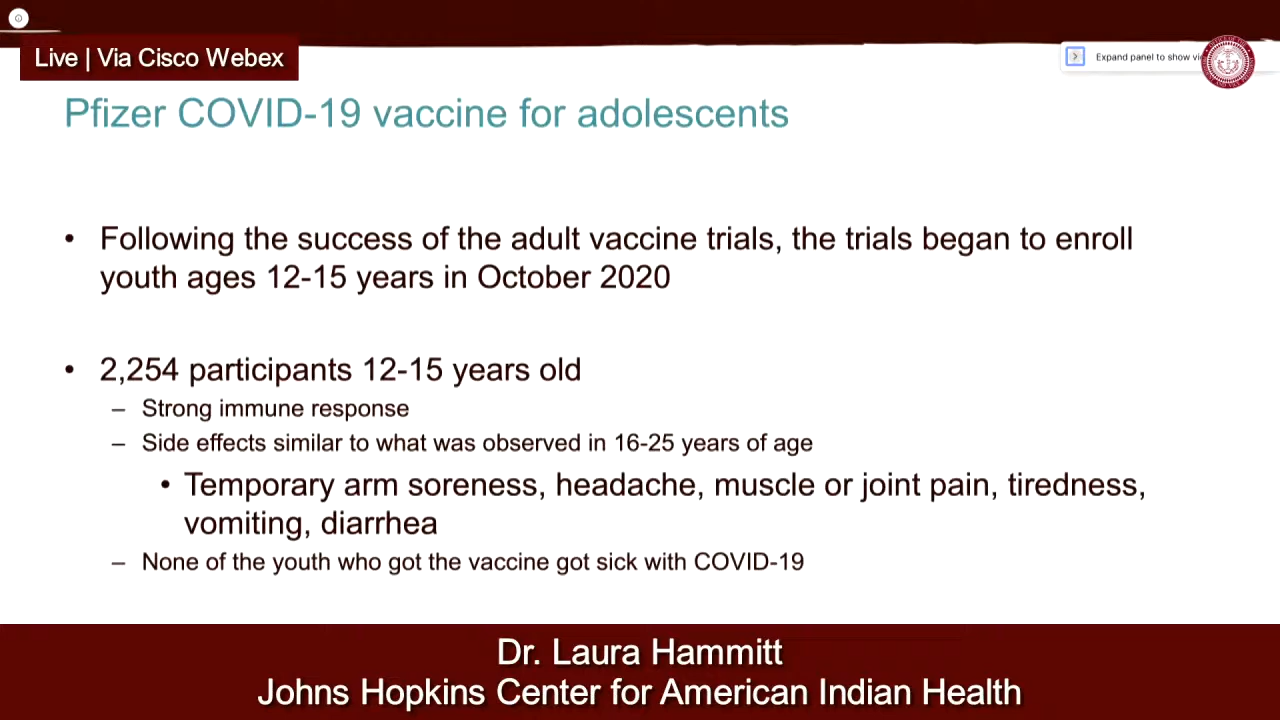 Live | Via Cisco Webex
Expand panel to show vi
Pfizer COVID-19 vaccine for adolescents
• Following the success of the adult vaccine trials, the trials began to enroll
youth ages 12-15 years in October 2020
• 2,254 participants 12-15 years old
– Strong immune response
– Side effects similar to what was observed in 16-25 years of age
• Temporary arm soreness, headache, muscle or joint pain, tiredness,
vomiting, diarrhea
– None of the youth who got the vaccine got sick with COVID-19
Dr. Laura Hammitt
Johns Hopkins Center for American Indian Health